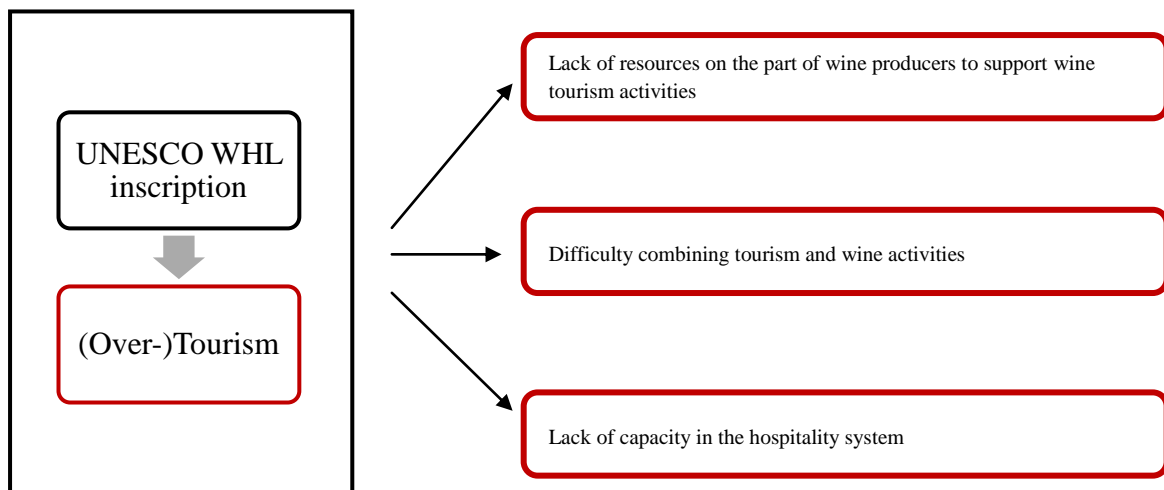 UNESCO WHL
inscription
(Over-)Tourism
Lack of resources on the part of wine producers to support wine
tourism activities
Difficulty combining tourism and wine activities
Lack of capacity in the hospitality system